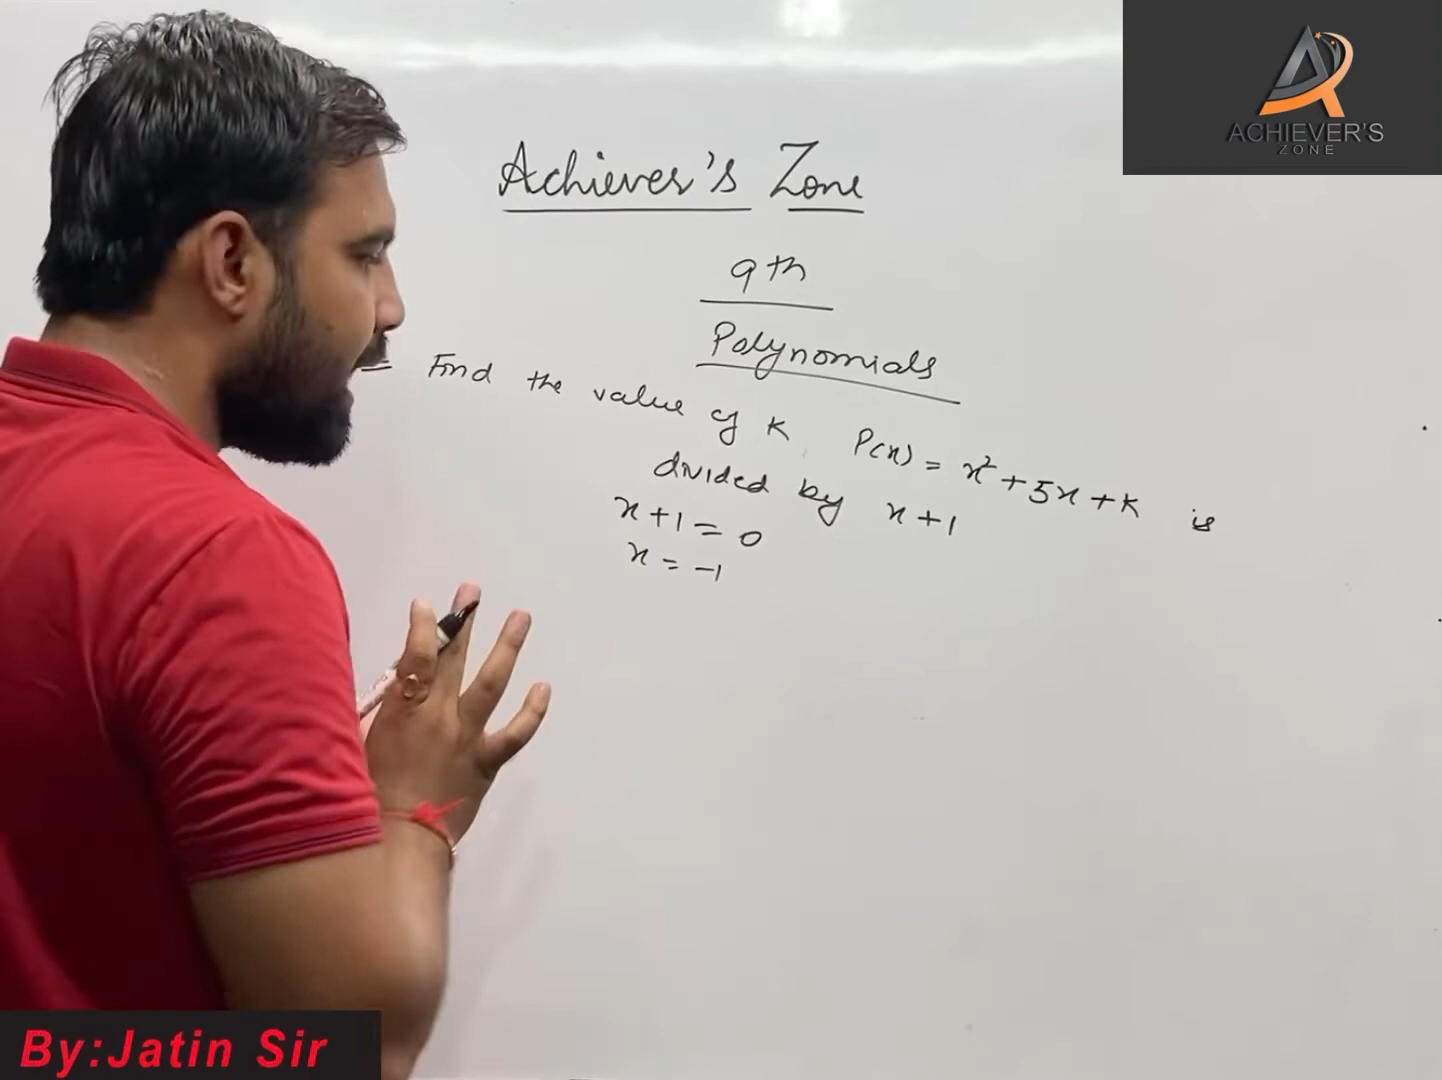 ACHIEVER'S
ZONE
Achiever's Zone
9th
Polynomials
Find the value of K P(x) = x² + 5x + K is
divided by x + 1
x + 1 = 0
x = -1
By:Jatin Sir